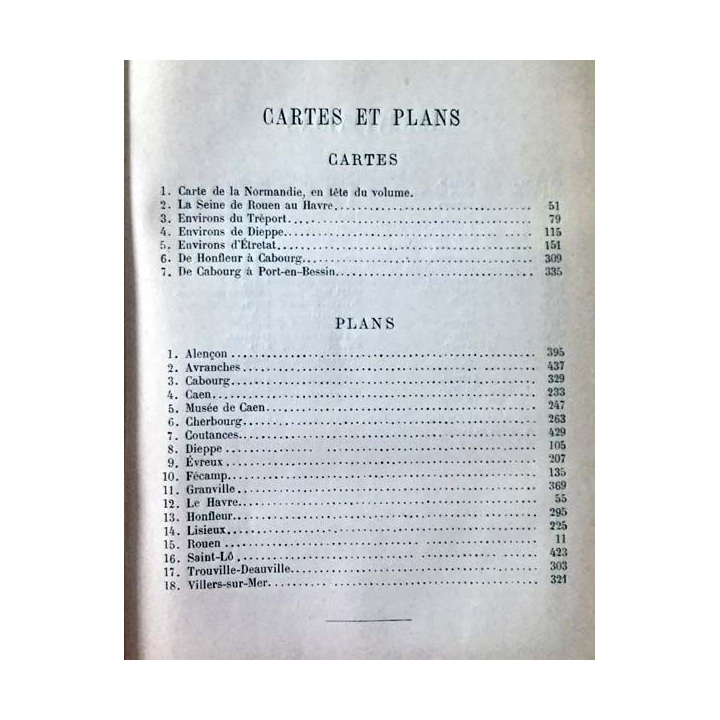 CARTES ET PLANS
CARTES
1. Carte de la Normandie, en tête du volume.
2. La Seine de Rouen au Havre 51
3. Environs du Tréport 79
4. Environs de Dieppe 115
5. Environs d'Étretat 151
6. De Honfleur à Cabourg 309
7. De Cabourg à Port-en-Bessin 335
PLANS
1. Alençon 395
2. Avranches 437
3. Cabourg 329
4. Caen 233
5. Musée de Caen 247
6. Cherbourg 263
7. Coutances 429
8. Dieppe 105
9. Évreux 207
10. Fécamp 135
11. Granville 369
12. Le Havre 55
13. Honfleur 295
14. Lisieux 225
15. Rouen 11
16. Saint-Lô 423
17. Trouville-Deauville 303
18. Villers-sur-Mer 321